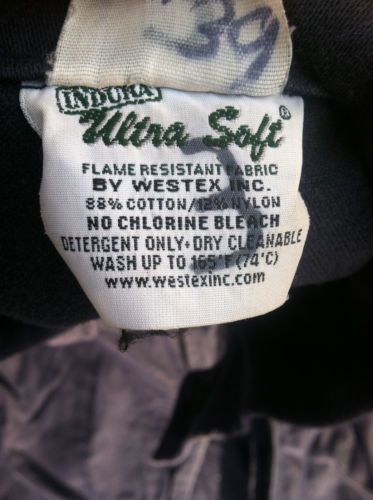 39
INDURA
Ultra Soft®
FLAME RESISTANT FABRIC
BY WESTEX INC.
88% COTTON/12% NYLON
NO CHLORINE BLEACH
DETERGENT ONLY•DRY CLEANABLE
WASH UP TO 165°F(74°C)
www.westexinc.com